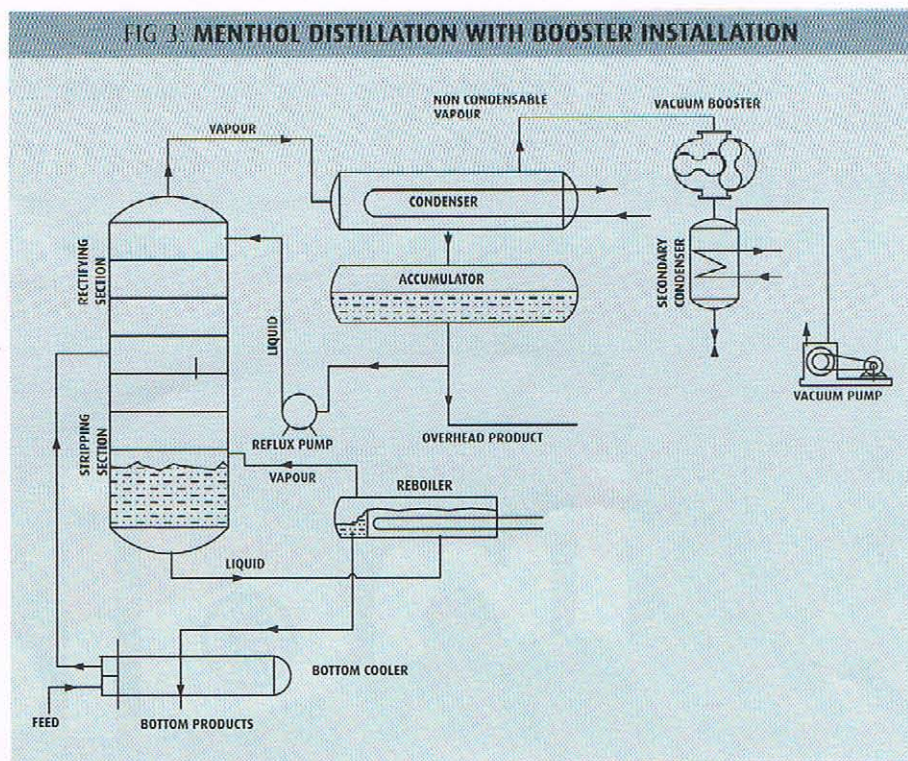 FIG 3: MENTHOL DISTILLATION WITH BOOSTER INSTALLATION
NON CONDENSABLE
VAPOUR
VACUUM BOOSTER
VAPOUR
CONDENSER
RECTIFYING
SECTION
ACCUMULATOR
SECONDARY
CONDENSER
LIQUID
VACUUM PUMP
REFLUX PUMP
OVERHEAD PRODUCT
STRIPPING
SECTION
VAPOUR
REBOILER
LIQUID
BOTTOM COOLER
FEED
BOTTOM PRODUCTS